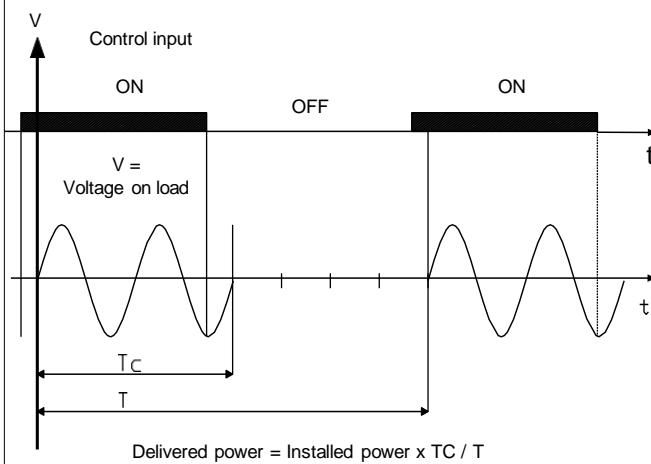 V
Control input
ON
OFF
ON
t
V =
Voltage on load
t
Tc
T
Delivered power = Installed power x TC / T